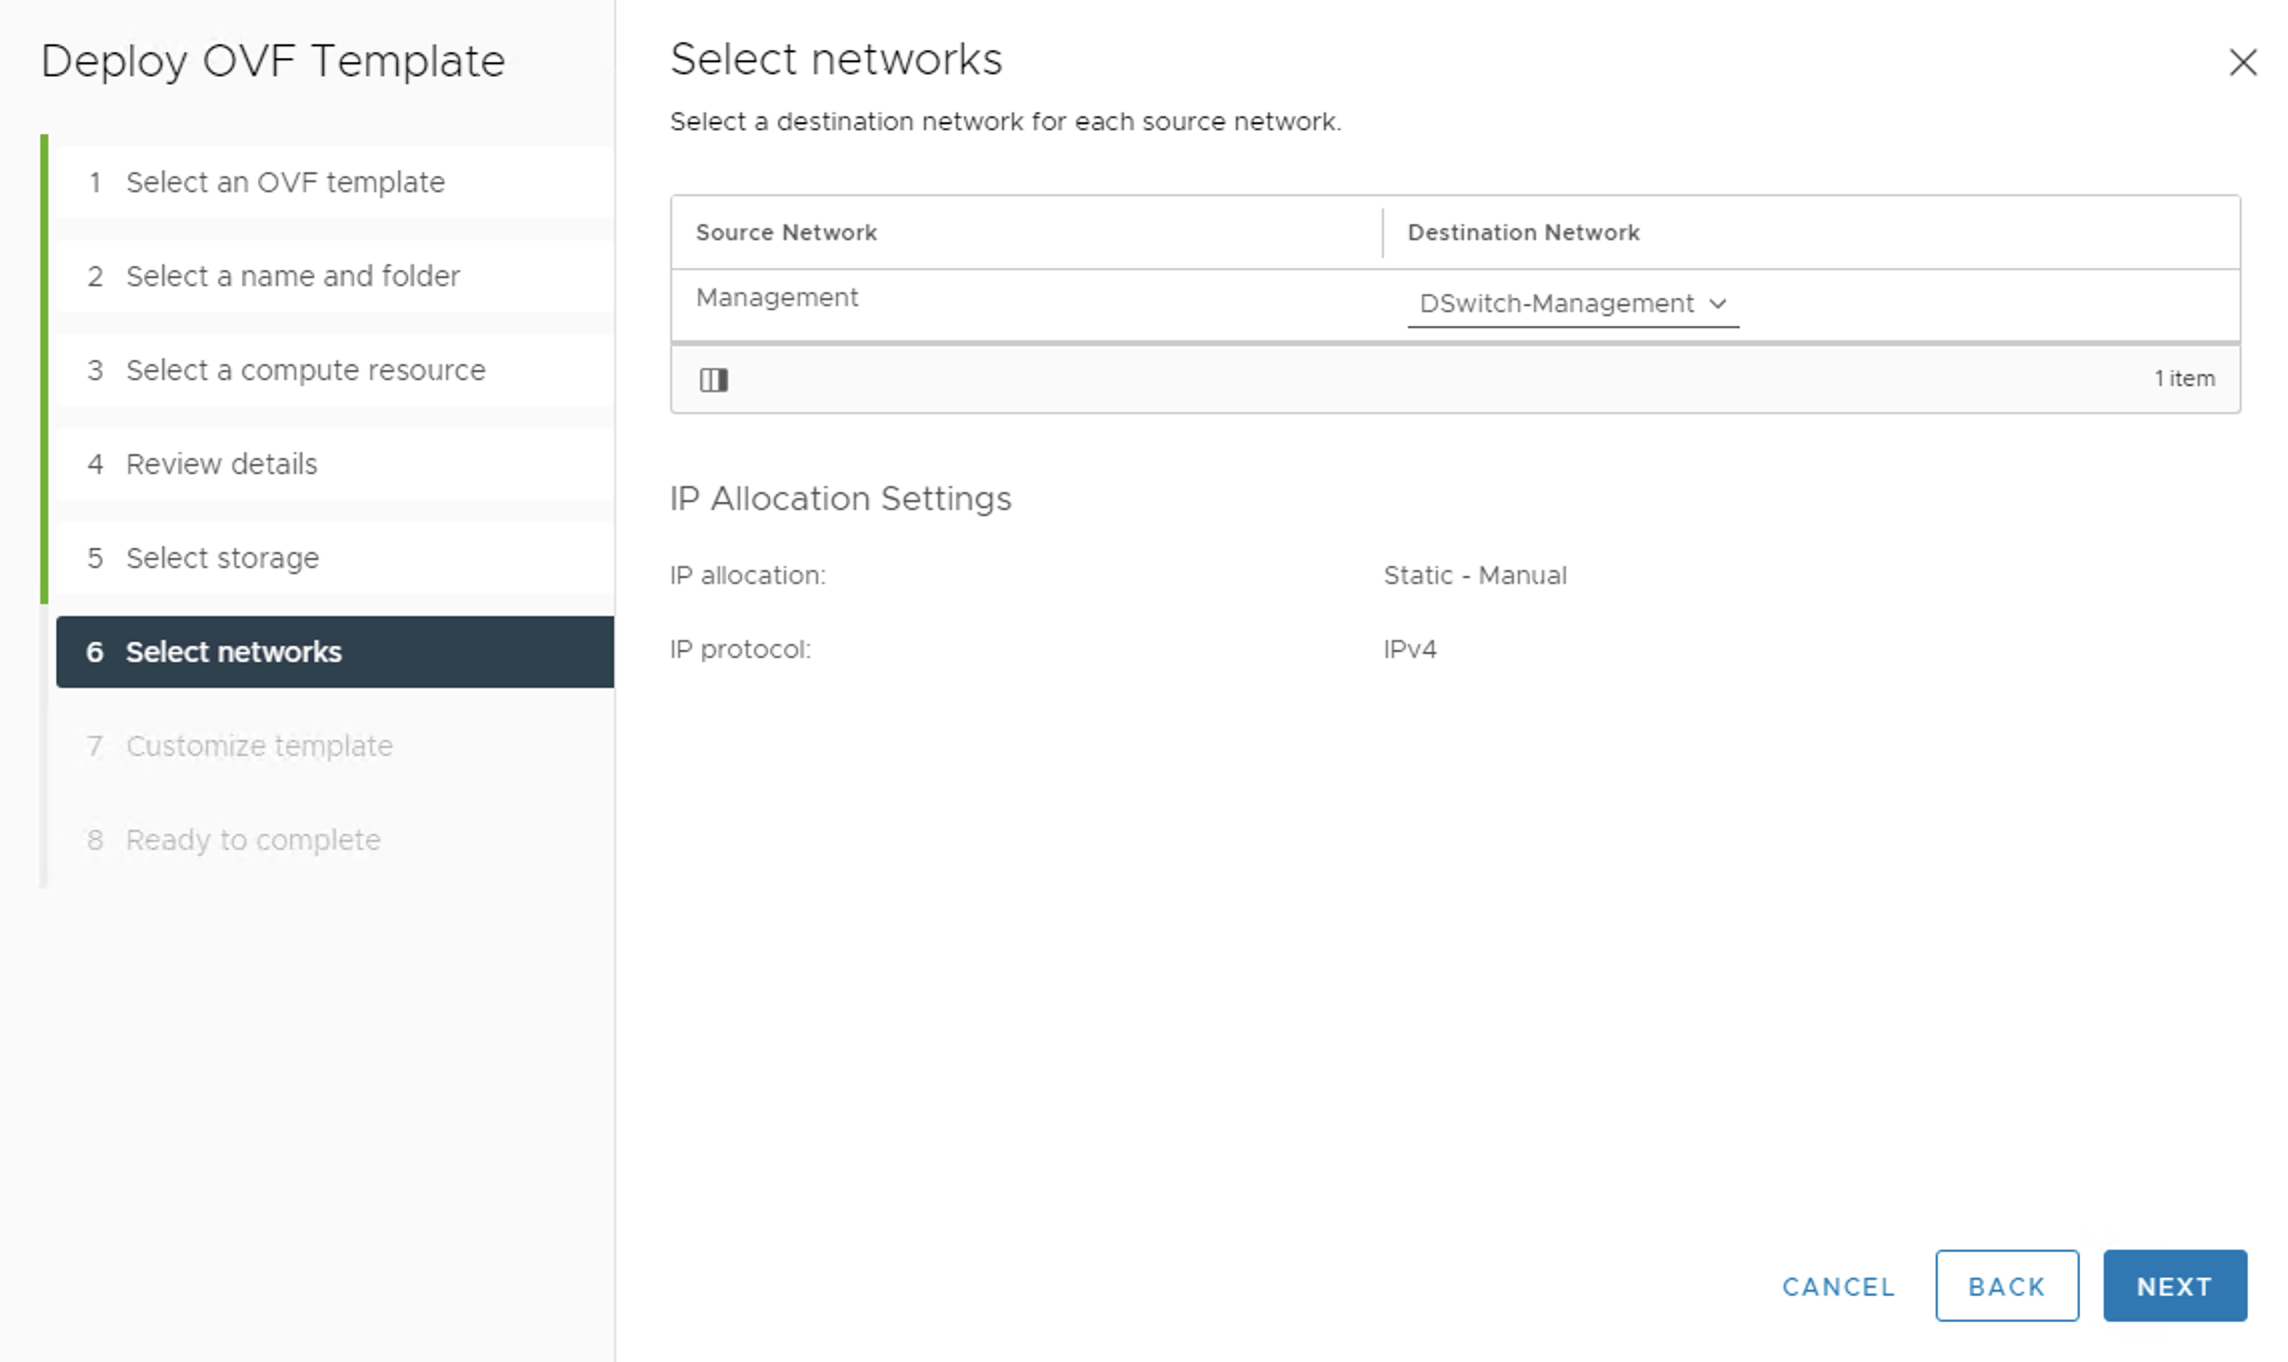 Deploy OVF Template
1 Select an OVF template
2 Select a name and folder
3 Select a compute resource
4 Review details
5 Select storage
6 Select networks
7 Customize template
8 Ready to complete
Select networks
Select a destination network for each source network.
Source Network Destination Network
Management DSwitch-Management
1 item
IP Allocation Settings
IP allocation: Static - Manual
IP protocol: IPv4
CANCEL BACK NEXT